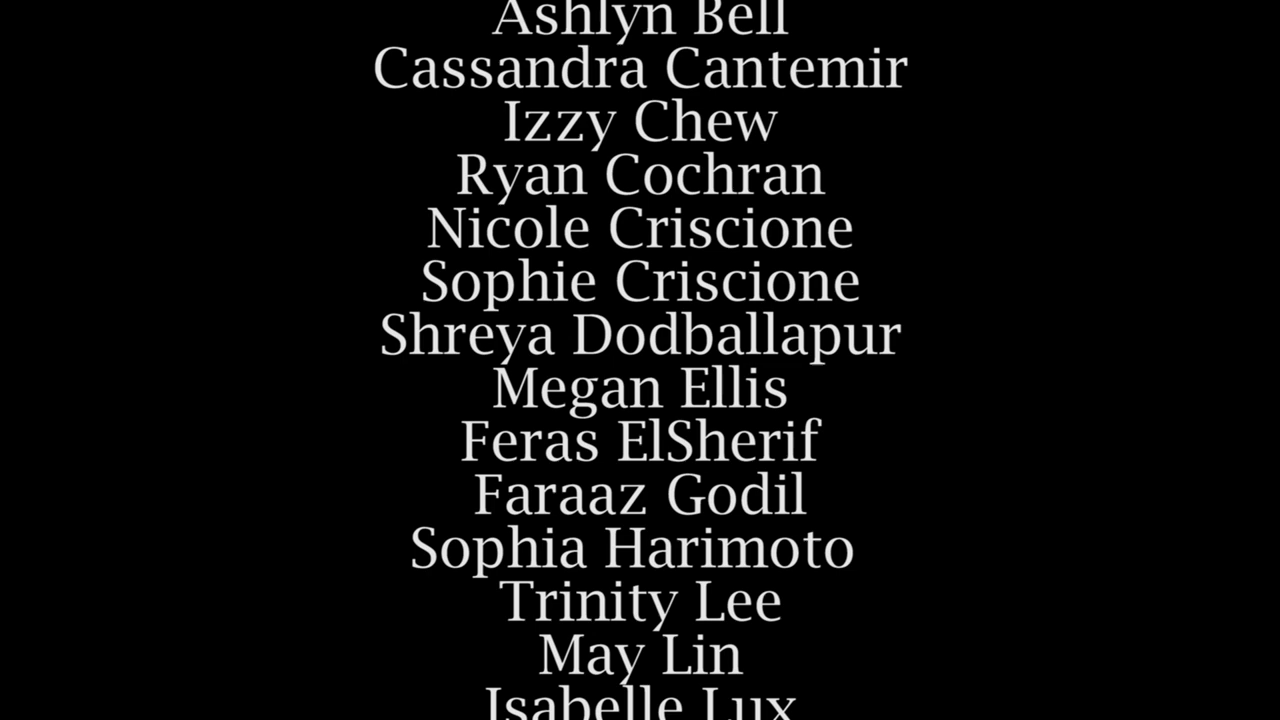 Ashlyn Bell
Cassandra Cantemir
Izzy Chew
Ryan Cochran
Nicole Criscione
Sophie Criscione
Shreya Dodballapur
Megan Ellis
Feras ElSherif
Faraaz Godil
Sophia Harimoto
Trinity Lee
May Lin
Isabelle Lux